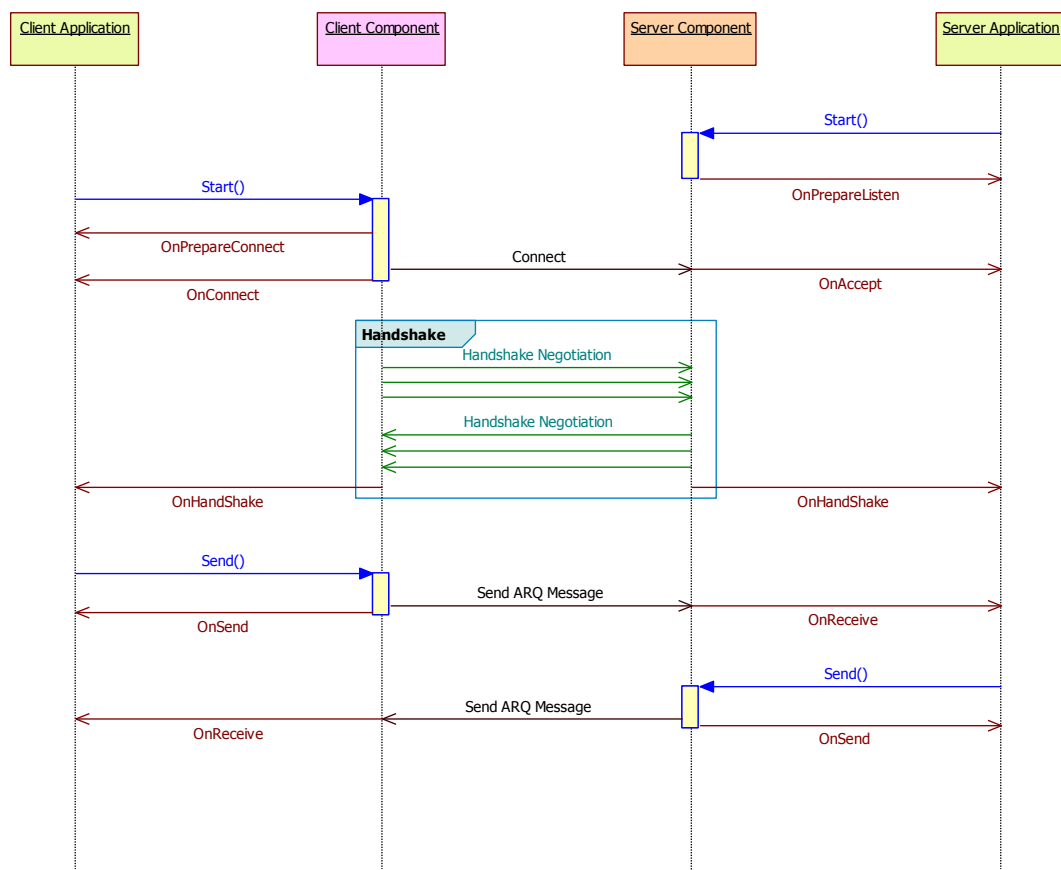 Client Application
Client Component
Server Component
Server Application
Start()
OnPrepareListen
Start()
OnPrepareConnect
Connect
OnConnect
OnAccept
Handshake
Handshake Negotiation
Handshake Negotiation
OnHandShake
OnHandShake
Send()
Send ARQ Message
OnSend
OnReceive
Send()
Send ARQ Message
OnReceive
OnSend